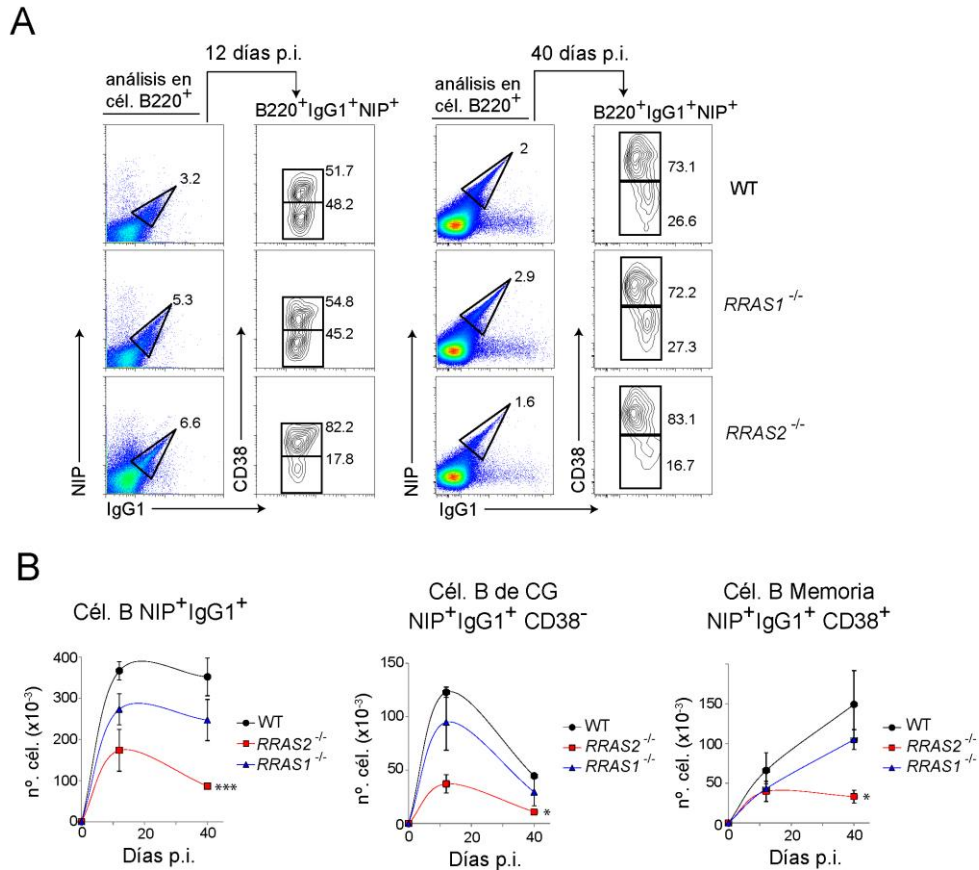 A
12 días p.i.
40 días p.i.
análisis en
cél. B220+
B220+IgG1+NIP+
análisis en
cél. B220+
B220+IgG1+NIP+
3.2
51.7
48.2
2
73.1
26.6
WT
5.3
54.8
45.2
2.9
72.2
27.3
RRAS1 -/-
6.6
82.2
17.8
1.6
83.1
16.7
RRAS2 -/-
NIP
CD38
NIP
CD38
IgG1
IgG1
B
Cél. B NIP+IgG1+
Cél. B de CG
NIP+IgG1+ CD38-
Cél. B Memoria
NIP+IgG1+ CD38+
nº. cél. (x10-3)
400
300
200
100
0
0
20
40
Días p.i.
***
WT
RRAS2 -/-
RRAS1 -/-
nº. cél. (x10-3)
150
100
50
0
0
20
40
Días p.i.
*
WT
RRAS2 -/-
RRAS1 -/-
nº. cél. (x10-3)
150
100
50
0
0
20
40
Días p.i.
*
WT
RRAS2 -/-
RRAS1 -/-